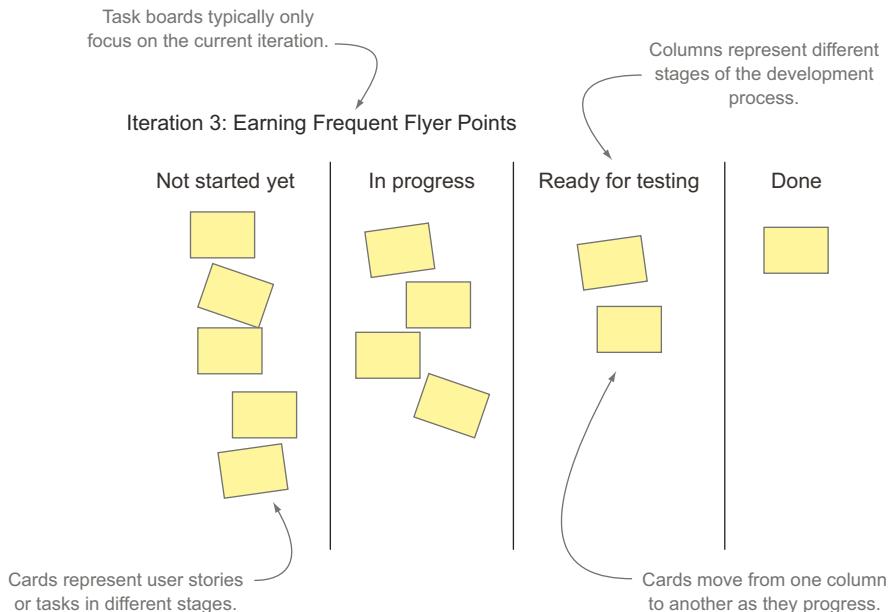 Task boards typically only
focus on the current iteration.
Columns represent different
stages of the development
process.
Iteration 3: Earning Frequent Flyer Points
Not started yet
In progress
Ready for testing
Done
Cards represent user stories
or tasks in different stages.
Cards move from one column
to another as they progress.